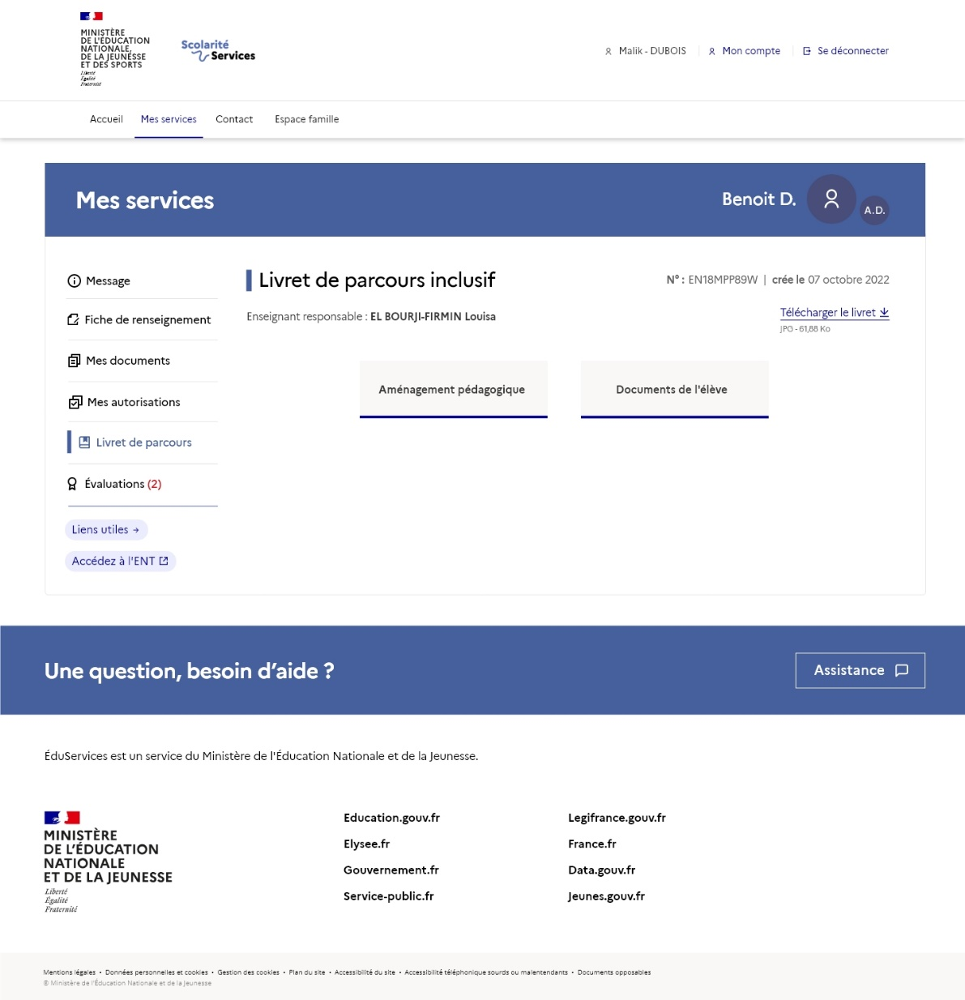 MINISTÈRE
DE L'ÉDUCATION
NATIONALE,
DE LA JEUNESSE
ET DES SPORTS
Liberté
Égalité
Fraternité
Scolarité
Services
Malik - DUBOIS
Mon compte
Se déconnecter
Accueil
Mes services
Contact
Espace famille
Mes services
Benoit D.
A.D.
Message
Fiche de renseignement
Mes documents
Mes autorisations
Livret de parcours
Évaluations (2)
Liens utiles →
Accédez à l'ENT
Livret de parcours inclusif
N° : EN18MPP89W | crée le 07 octobre 2022
Enseignant responsable : EL BOURJI-FIRMIN Louisa
Télécharger le livret
JPG - 61,88 Ko
Aménagement pédagogique
Documents de l'élève
Une question, besoin d’aide ?
Assistance
ÉduServices est un service du Ministère de l'Éducation Nationale et de la Jeunesse.
MINISTÈRE
DE L’ÉDUCATION
NATIONALE
ET DE LA JEUNESSE
Liberté
Égalité
Fraternité
Education.gouv.fr
Elysee.fr
Gouvernement.fr
Service-public.fr
Legifrance.gouv.fr
France.fr
Data.gouv.fr
Jeunes.gouv.fr
Mentions légales • Données personnelles et cookies • Gestion des cookies • Plan du site • Accessibilité du site • Accessibilité téléphonique sourds ou malentendants • Documents opposables
© Ministère de l'Éducation Nationale et de la Jeunesse